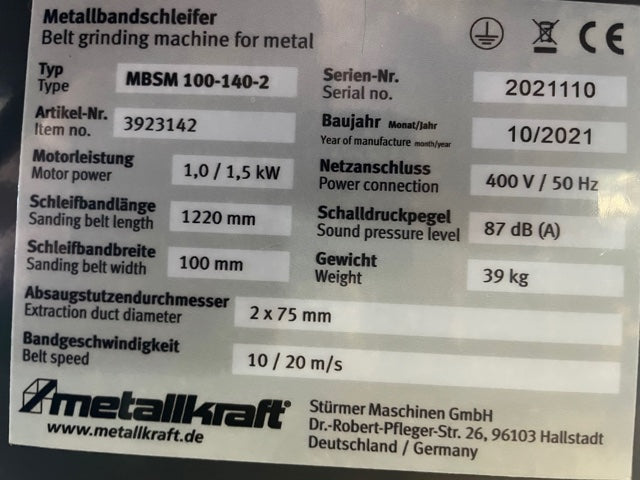 Metallbandschleifer
Belt grinding machine for metal
CE
Typ
Type
MBSM 100-140-2
Serien-Nr.
Serial no.
2021110
Artikel-Nr.
Item no.
3923142
Baujahr Monat/Jahr
Year of manufacture month/year
10/2021
Motorleistung
Motor power
1,0 / 1,5 kW
Netzanschluss
Power connection
400 V / 50 Hz
Schleifbandlänge
Sanding belt length
1220 mm
Schalldruckpegel
Sound pressure level
87 dB (A)
Schleifbandbreite
Sanding belt width
100 mm
Gewicht
Weight
39 kg
Absaugstutzendurchmesser
Extraction duct diameter
2 x 75 mm
Bandgeschwindigkeit
Belt speed
10 / 20 m/s
metallkraft
www.metallkraft.de
Stürmer Maschinen GmbH
Dr.-Robert-Pfleger-Str. 26, 96103 Hallstadt
Deutschland / Germany